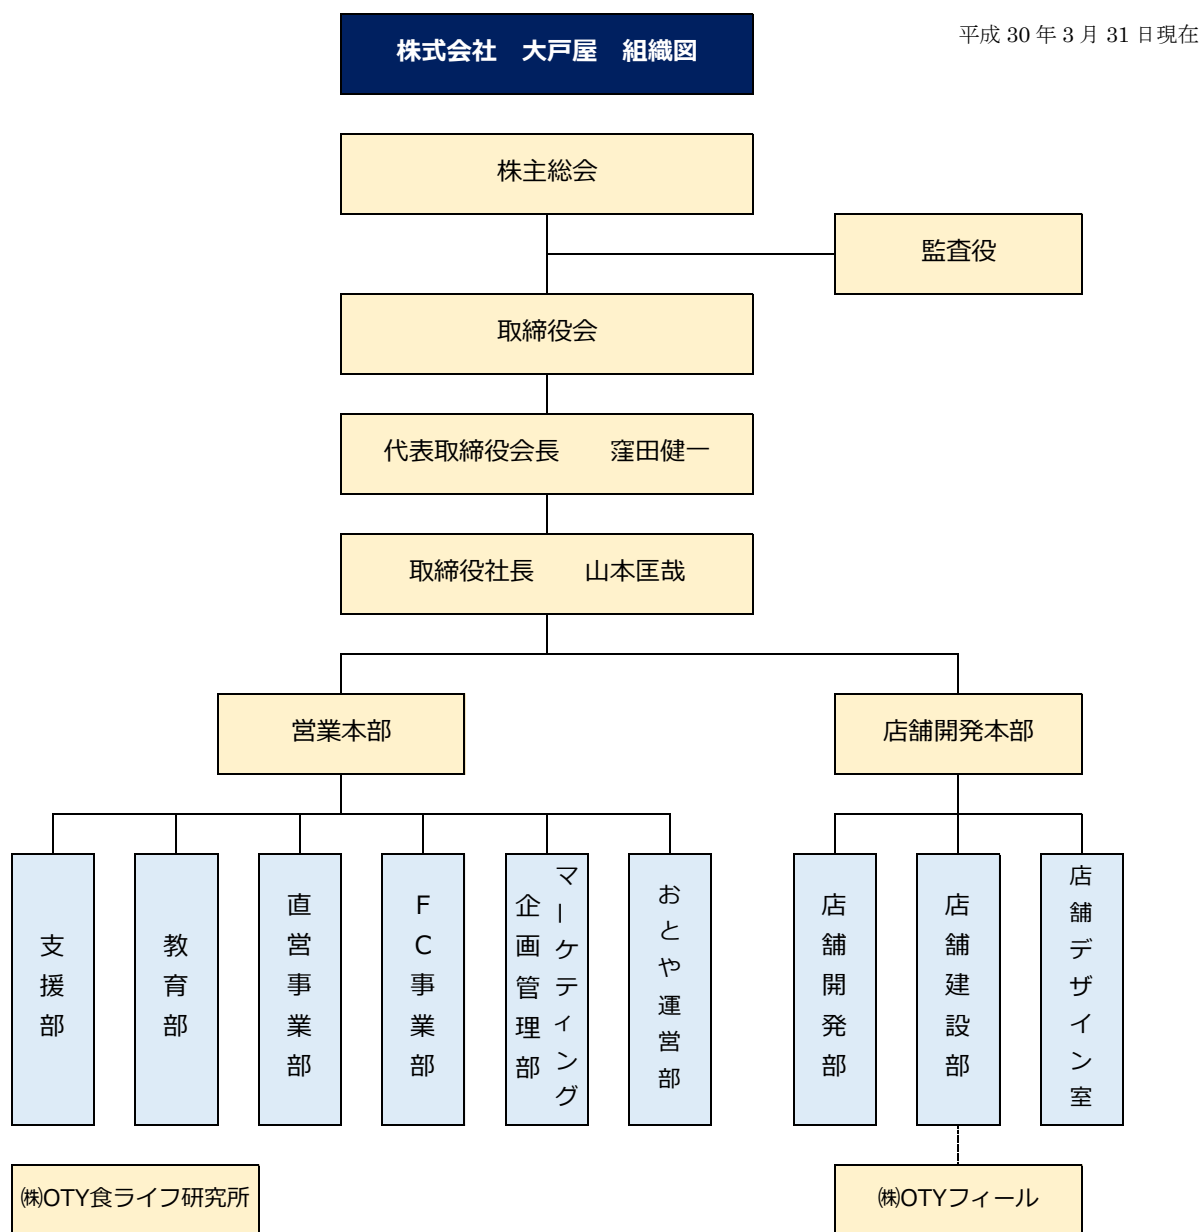 株式会社　大戸屋　組織図
平成 30 年 3 月 31 日現在
株主総会
監査役
取締役会
代表取締役会長　　窪田健一
取締役社長　　山本匡哉
営業本部
店舗開発本部
支援部
教育部
直営事業部
ＦＣ事業部
マーケティング
企画管理部
おとや運営部
店舗開発部
店舗建設部
店舗デザイン室
㈱OTY食ライフ研究所
㈱OTYフィール